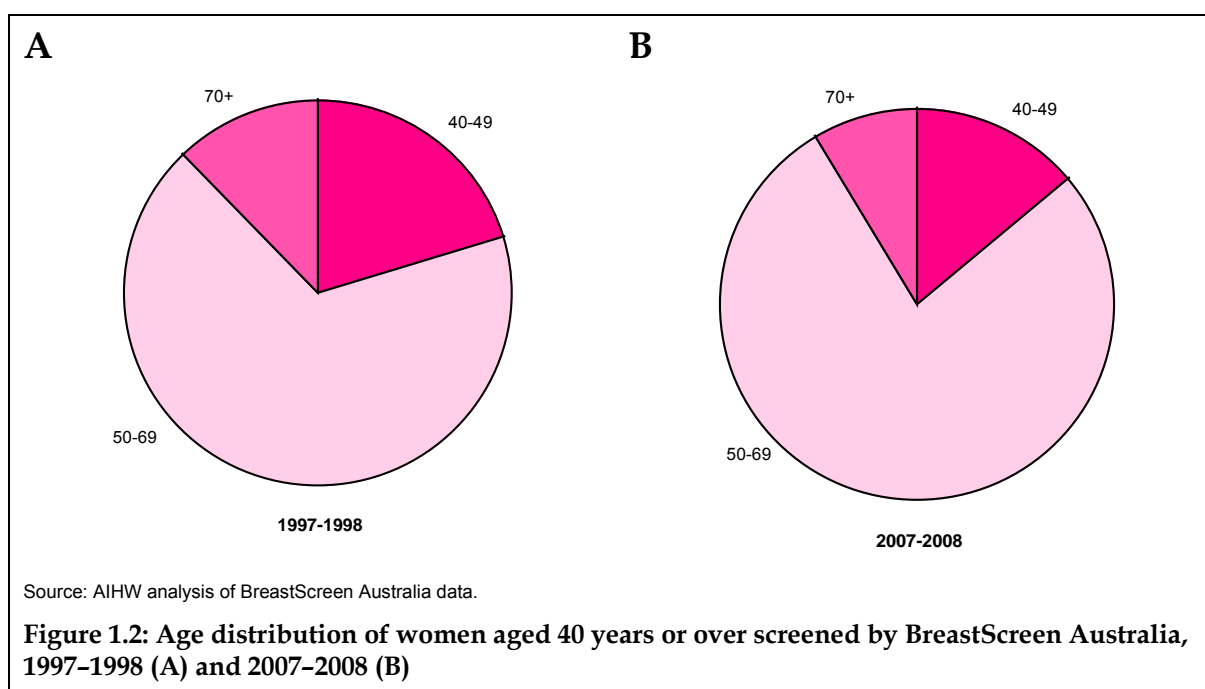 A
70+
40-49
50-69
1997-1998
B
70+
40-49
50-69
2007-2008
Source: AIHW analysis of BreastScreen Australia data.
Figure 1.2: Age distribution of women aged 40 years or over screened by BreastScreen Australia,
1997–1998 (A) and 2007–2008 (B)